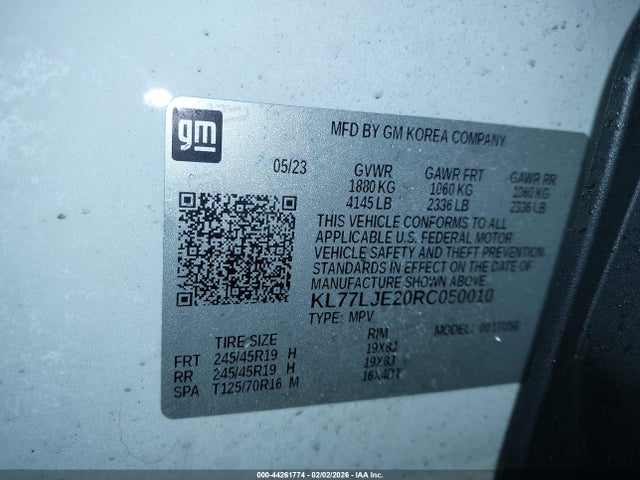 gm
MFD BY GM KOREA COMPANY
05/23 GVWR GAWR FRT GAWR RR
1880 KG 1060 KG 1060 KG
4145 LB 2336 LB 2336 LB
THIS VEHICLE CONFORMS TO ALL
APPLICABLE U.S. FEDERAL MOTOR
VEHICLE SAFETY AND THEFT PREVENTION
STANDARDS IN EFFECT ON THE DATE OF
MANUFACTURE SHOWN ABOVE.
KL77LJE20RC050010
TYPE: MPV MODEL:
TIRE SIZE RIM
FRT 245/45R19 H 19X8J
RR 245/45R19 H 19X8J
SPA T125/70R16 M 16X4DT
000-44261774 | 02/02/2026 - IAA Inc.